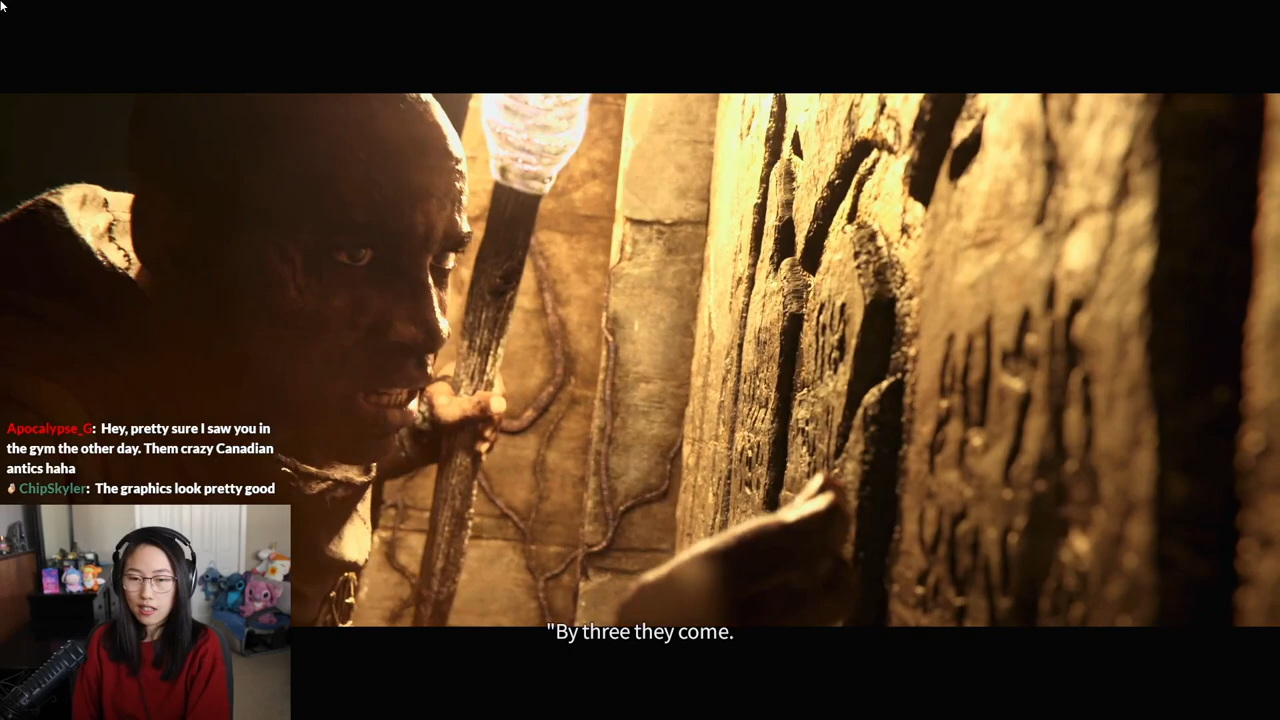 Apocalypse_G: Hey, pretty sure I saw you in
the gym the other day. Them crazy Canadian
antics haha
ChipSkyler: The graphics look pretty good
"By three they come.